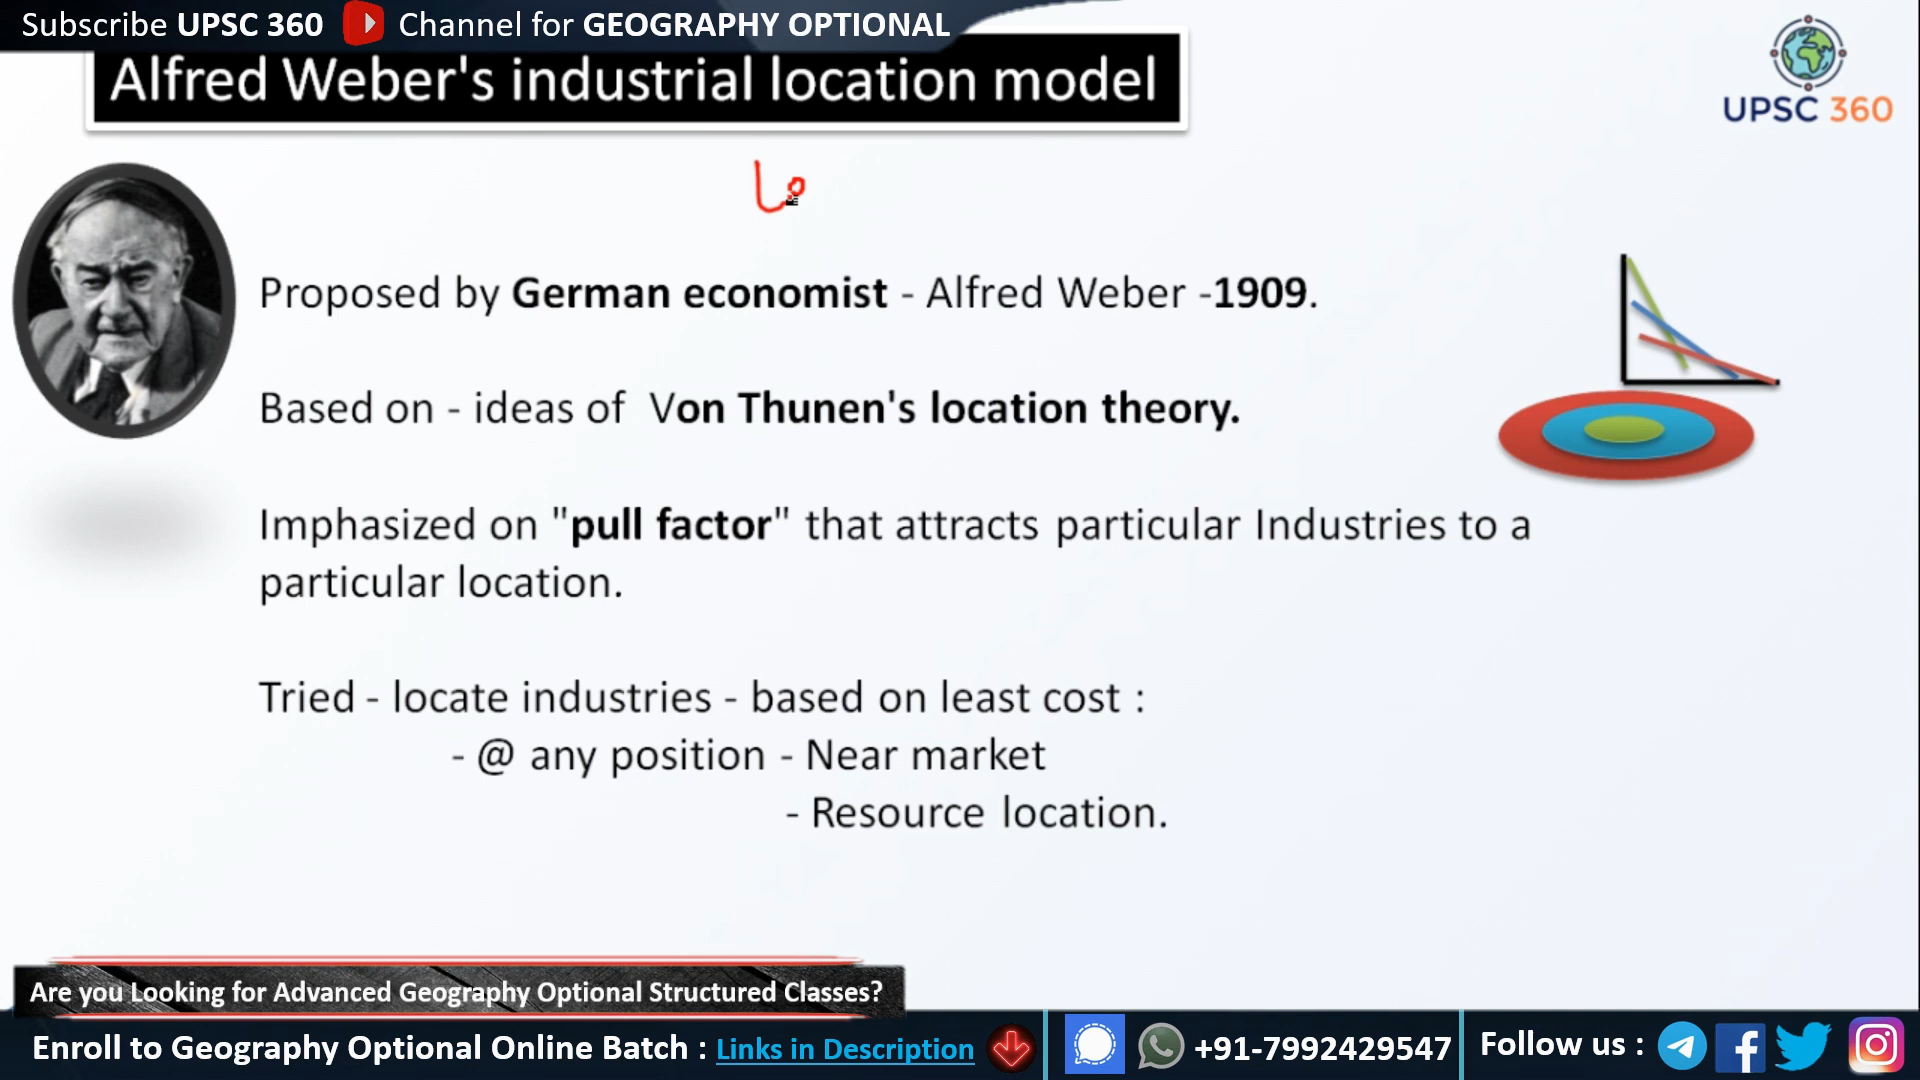 Subscribe UPSC 360 Channel for GEOGRAPHY OPTIONAL
Alfred Weber's industrial location model
UPSC 360
Le
Proposed by German economist - Alfred Weber -1909.
Based on - ideas of Von Thunen's location theory.
Imphasized on "pull factor" that attracts particular Industries to a
particular location.
Tried - locate industries - based on least cost :
- @ any position - Near market
- Resource location.
Are you Looking for Advanced Geography Optional Structured Classes?
Enroll to Geography Optional Online Batch : Links in Description
+91-7992429547
Follow us :